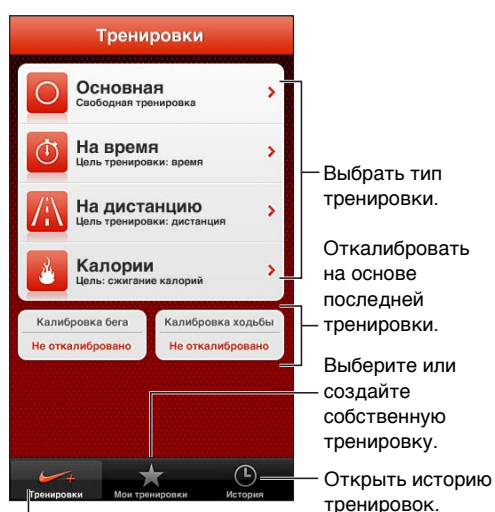 Тренировки
Основная
Свободная тренировка
На время
Цель тренировки: время
На дистанцию
Цель тренировки: дистанция
Калории
Цель: сжигание калорий
Калибровка бега
Не откалибровано
Калибровка ходьбы
Не откалибровано
Тренировки
Мои тренировки
История
Выбрать тип
тренировки.
Откалибровать
на основе
последней
тренировки.
Выберите или
создайте
собственную
тренировку.
Открыть историю
тренировок.